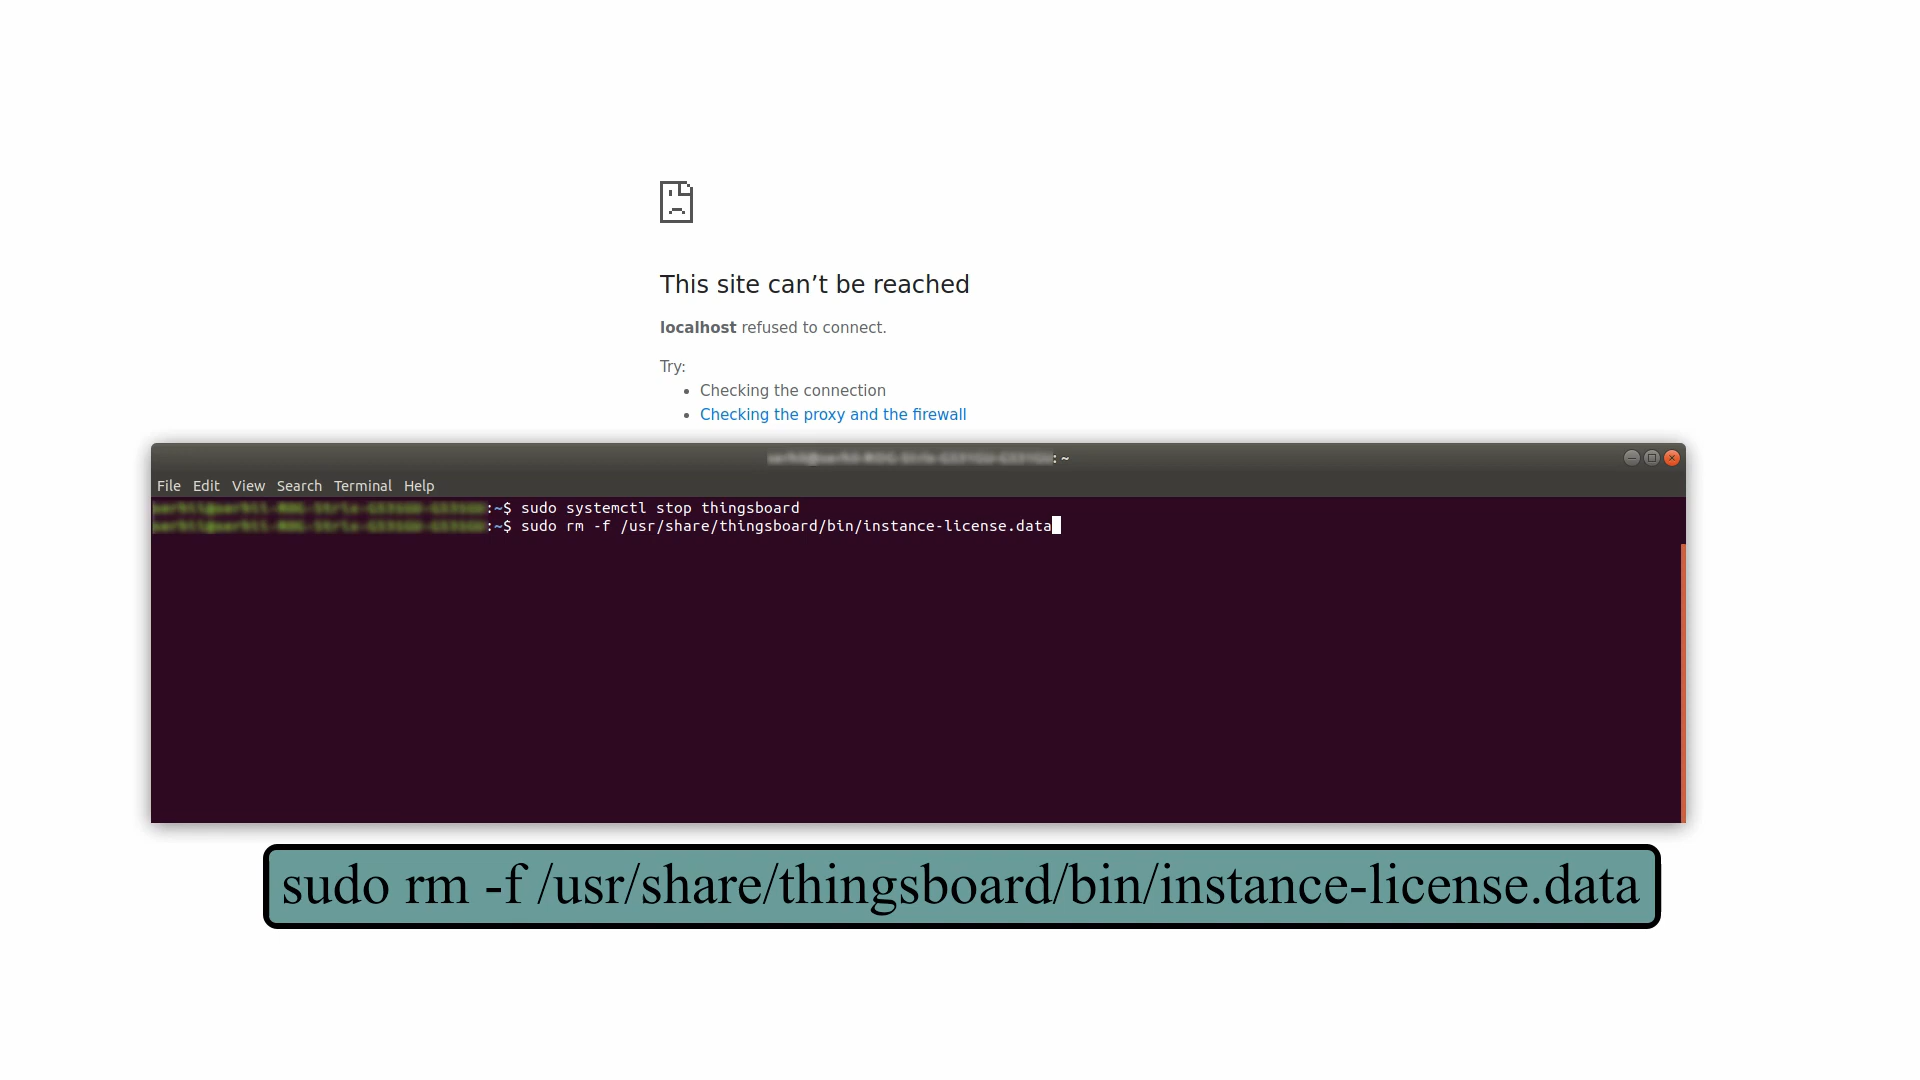 This site can’t be reached
localhost refused to connect.
Try:
• Checking the connection
• Checking the proxy and the firewall
:~
File Edit View Search Terminal Help
:~$ sudo systemctl stop thingsboard
:~$ sudo rm -f /usr/share/thingsboard/bin/instance-license.data
sudo rm -f /usr/share/thingsboard/bin/instance-license.data